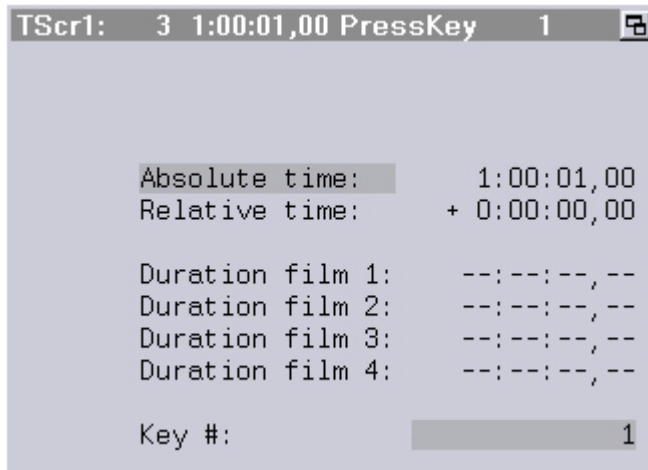 TScr1: 3 1:00:01,00 PressKey 1
Absolute time: 1:00:01,00
Relative time: + 0:00:00,00
Duration film 1: --:--:--,--
Duration film 2: --:--:--,--
Duration film 3: --:--:--,--
Duration film 4: --:--:--,--
Key #: 1